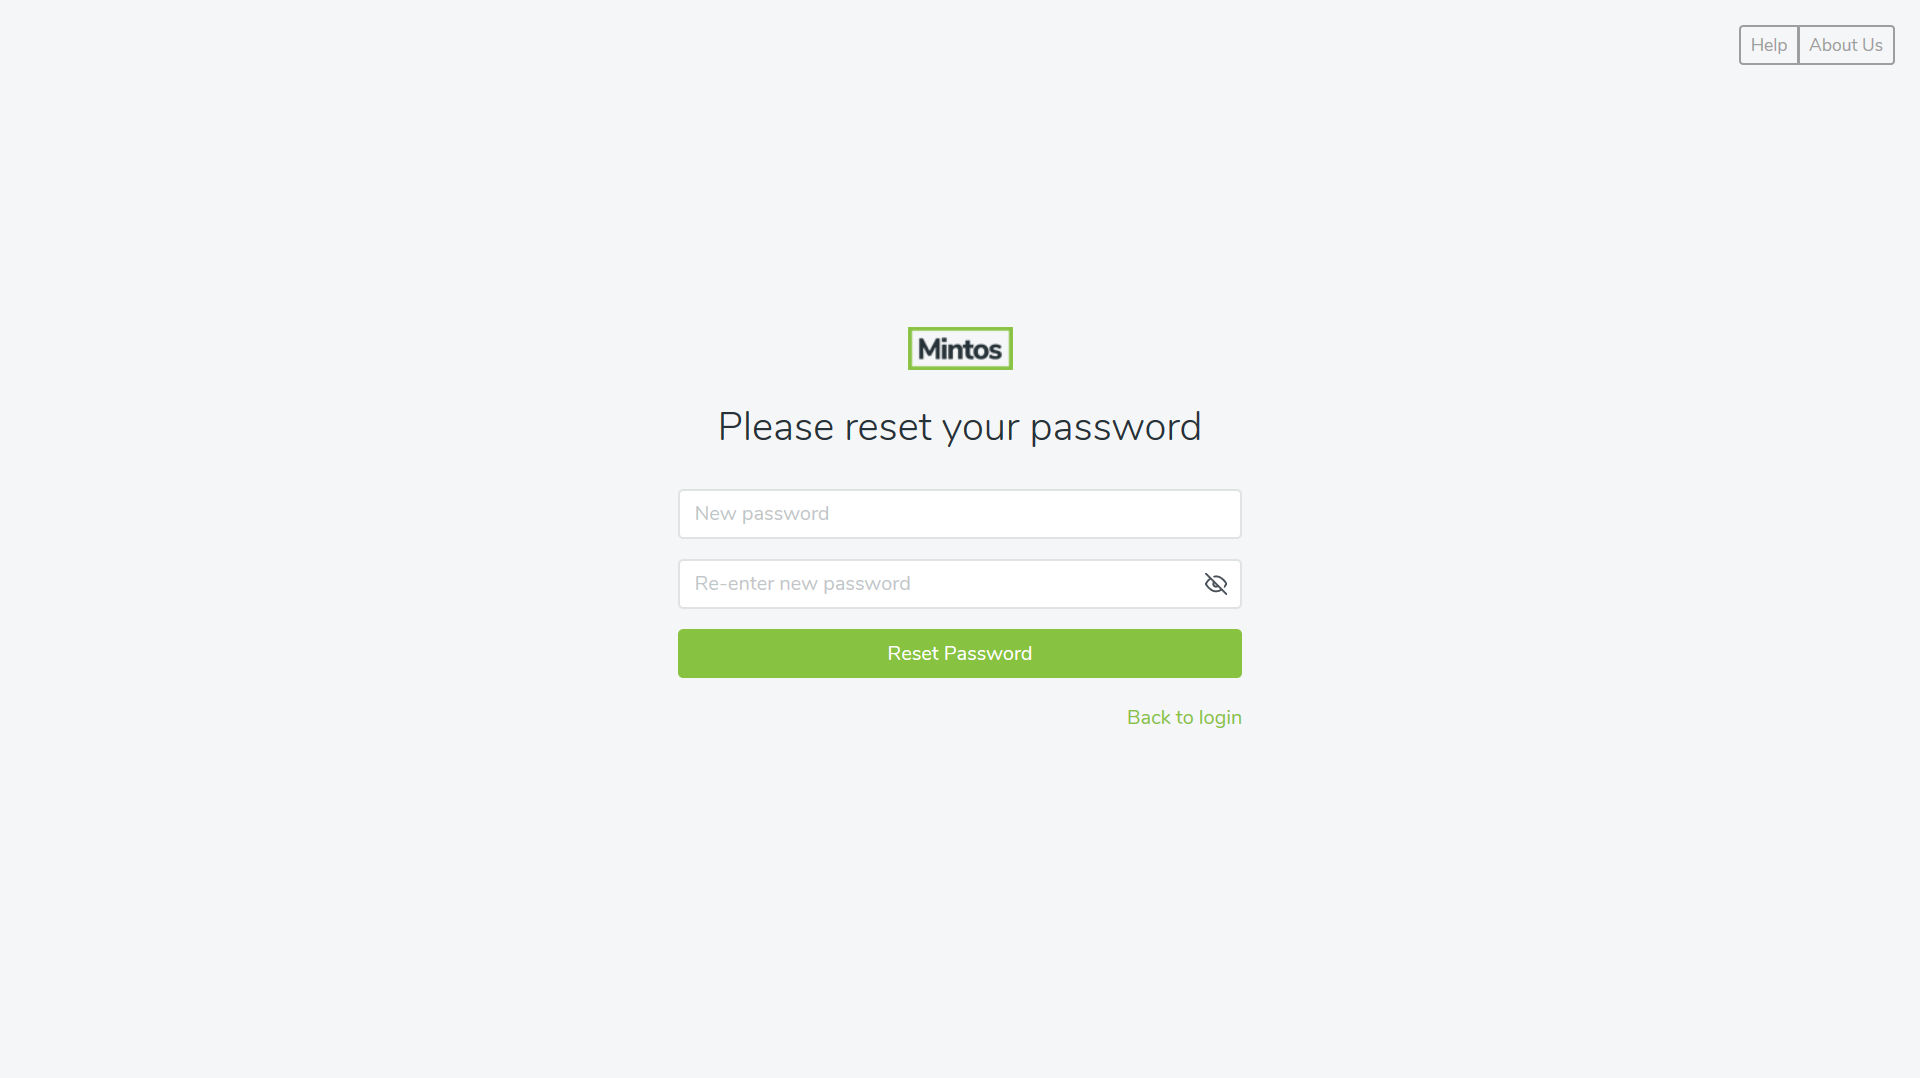 Help
About Us
Mintos
Please reset your password
New password
Re-enter new password
Reset Password
Back to login